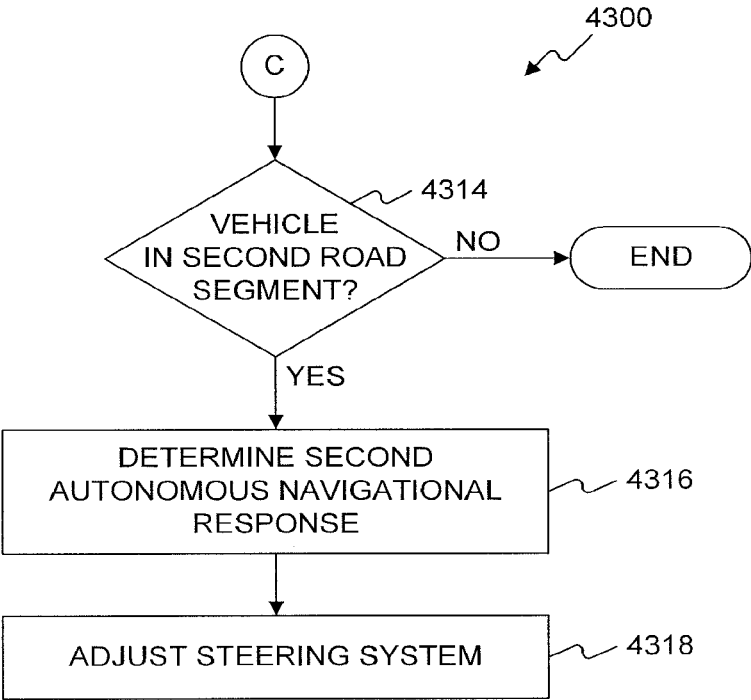 4300
C
4314
VEHICLE
IN SECOND ROAD
SEGMENT?
NO
END
YES
DETERMINE SECOND
AUTONOMOUS NAVIGATIONAL
RESPONSE
4316
ADJUST STEERING SYSTEM
4318